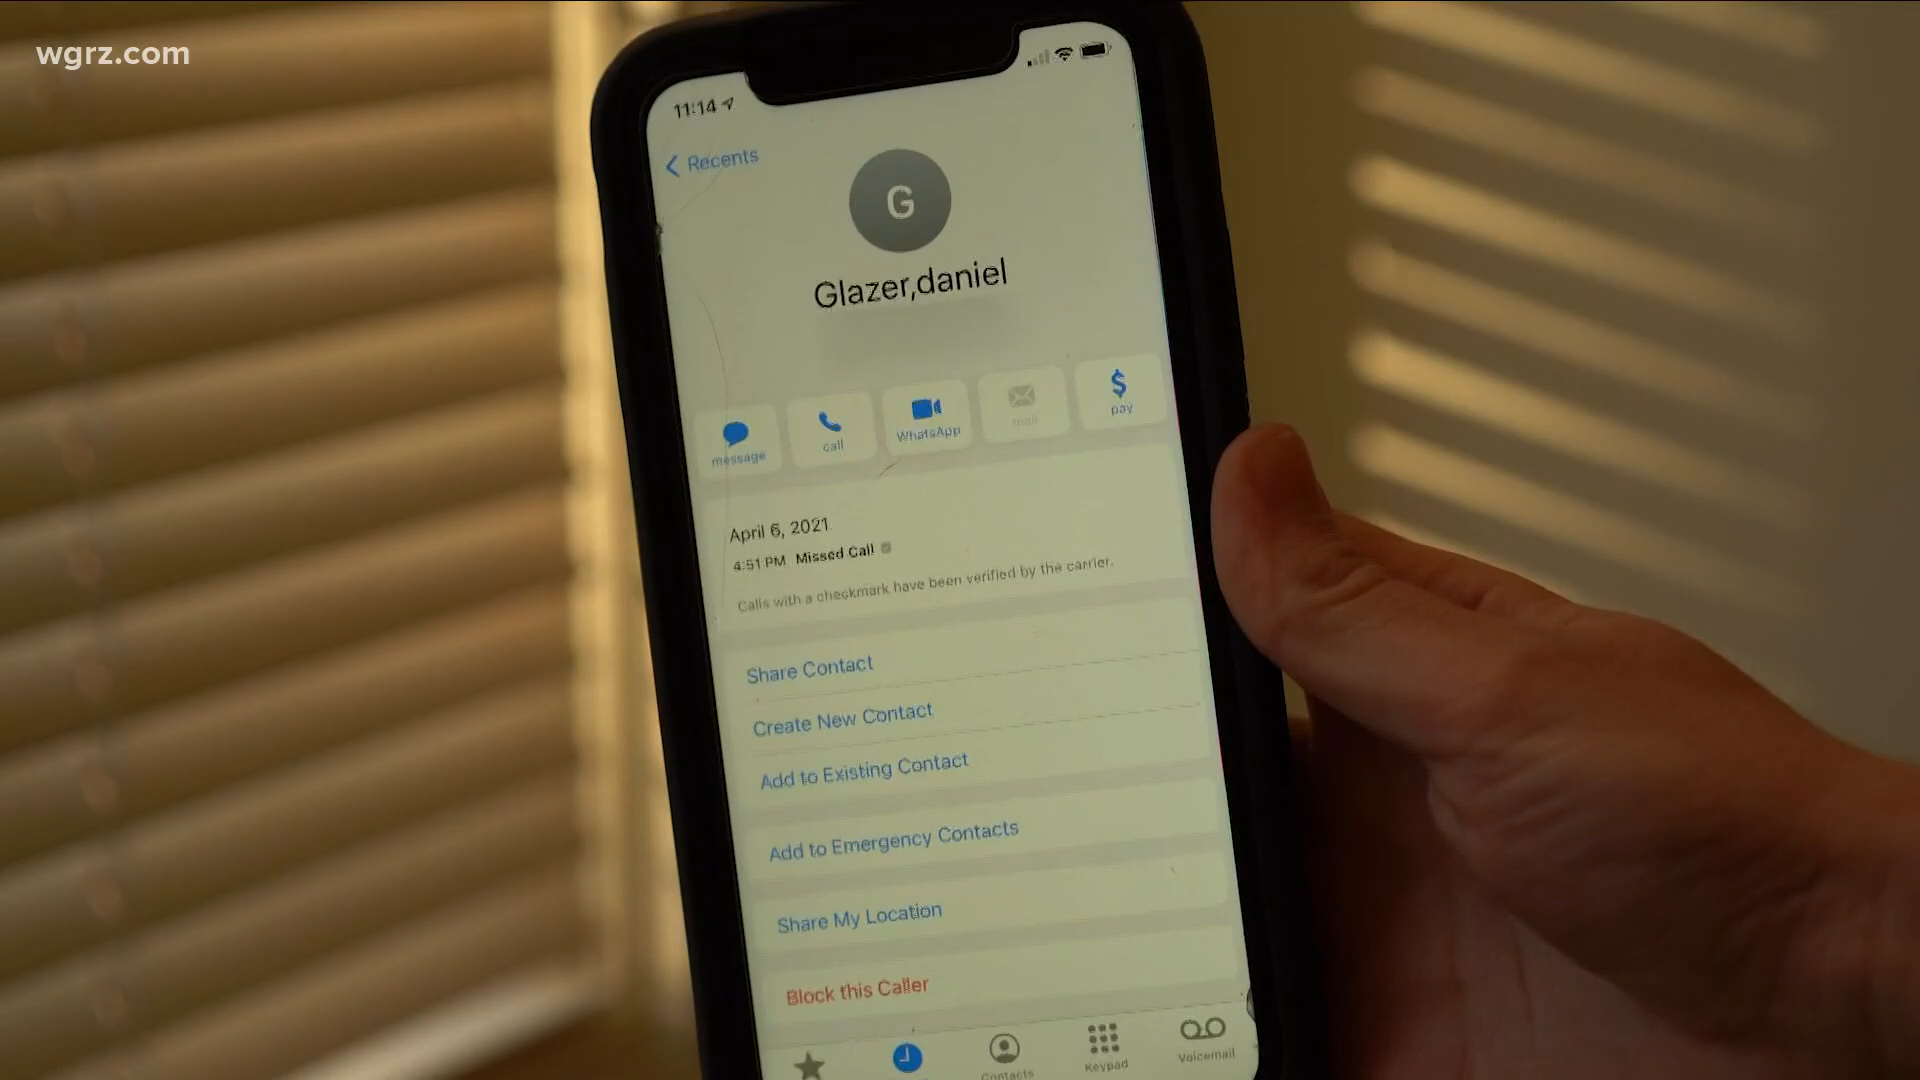 wgrz.com
11:14
Recents
G
Glazer,daniel
message call WhatsApp mail $ pay
April 6, 2021
4:51 PM Missed Call
Calls with a checkmark have been verified by the carrier.
Share Contact
Create New Contact
Add to Existing Contact
Add to Emergency Contacts
Share My Location
Block this Caller
Contacts Keypad Voicemail